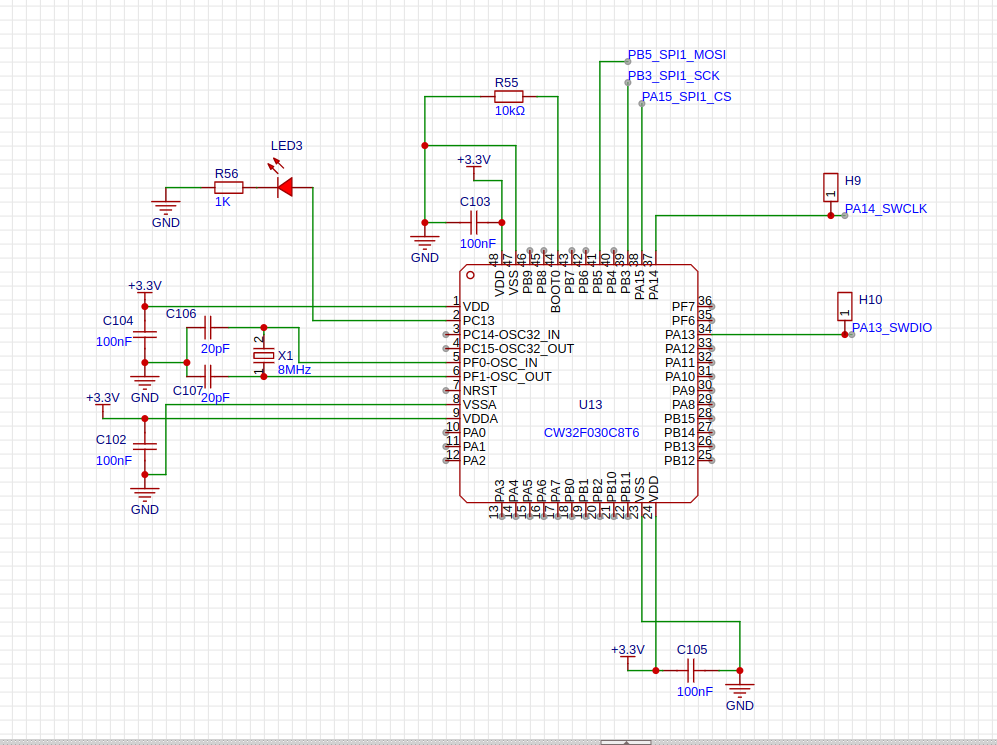 PB5_SPI1_MOSI
PB3_SPI1_SCK
PA15_SPI1_CS
R55
10kΩ
LED3
+3.3V
R56
1K
GND
C103
100nF
GND
H9
1
PA14_SWCLK
48 47 46 45 44 43 42 41 40 39 38 37
VDD VSS PB9 PB8 BOOT0 PB7 PB6 PB5 PB4 PB3 PA15 PA14
+3.3V
C104
100nF
GND
C106
20pF
2
X1
8MHz
1
C107
20pF
H10
1
PA13_SWDIO
1 VDD
2 PC13
3 PC14-OSC32_IN
4 PC15-OSC32_OUT
5 PF0-OSC_IN
6 PF1-OSC_OUT
7 NRST
8 VSSA
9 VDDA
10 PA0
11 PA1
12 PA2
PF7 36
PF6 35
PA13 34
PA12 33
PA11 32
PA10 31
PA9 30
PA8 29
PB15 28
PB14 27
PB13 26
PB12 25
U13
CW32F030C8T6
+3.3V
C102
100nF
GND
PA3 PA4 PA5 PA6 PA7 PB0 PB1 PB2 PB10 PB11 VSS VDD
13 14 15 16 17 18 19 20 21 22 23 24
+3.3V
C105
100nF
GND